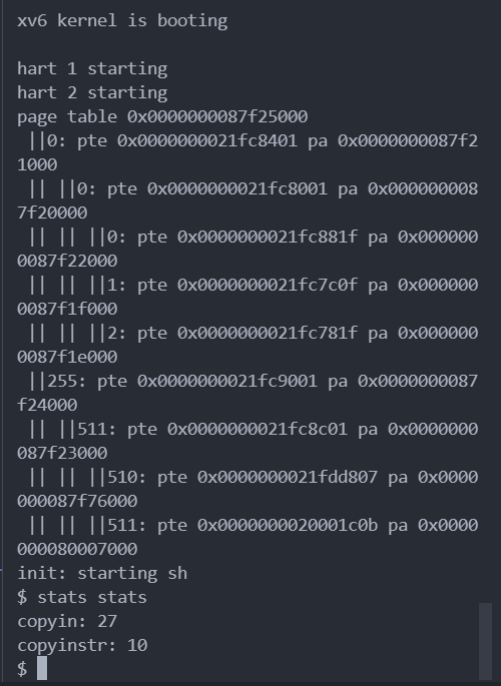 xv6 kernel is booting
hart 1 starting
hart 2 starting
page table 0x0000000087f25000
||0: pte 0x0000000021fc8401 pa 0x0000000087f2
1000
|| ||0: pte 0x0000000021fc8001 pa 0x000000008
7f20000
|| || ||0: pte 0x0000000021fc881f pa 0x000000
0087f22000
|| || ||1: pte 0x0000000021fc7c0f pa 0x000000
0087f1f000
|| || ||2: pte 0x0000000021fc781f pa 0x000000
0087f1e000
||255: pte 0x0000000021fc9001 pa 0x0000000087
f24000
|| ||511: pte 0x0000000021fc8c01 pa 0x0000000
087f23000
|| || ||510: pte 0x0000000021fdd807 pa 0x0000
000087f76000
|| || ||511: pte 0x0000000020001c0b pa 0x0000
000080007000
init: starting sh
$ stats stats
copyin: 27
copyinstr: 10
$